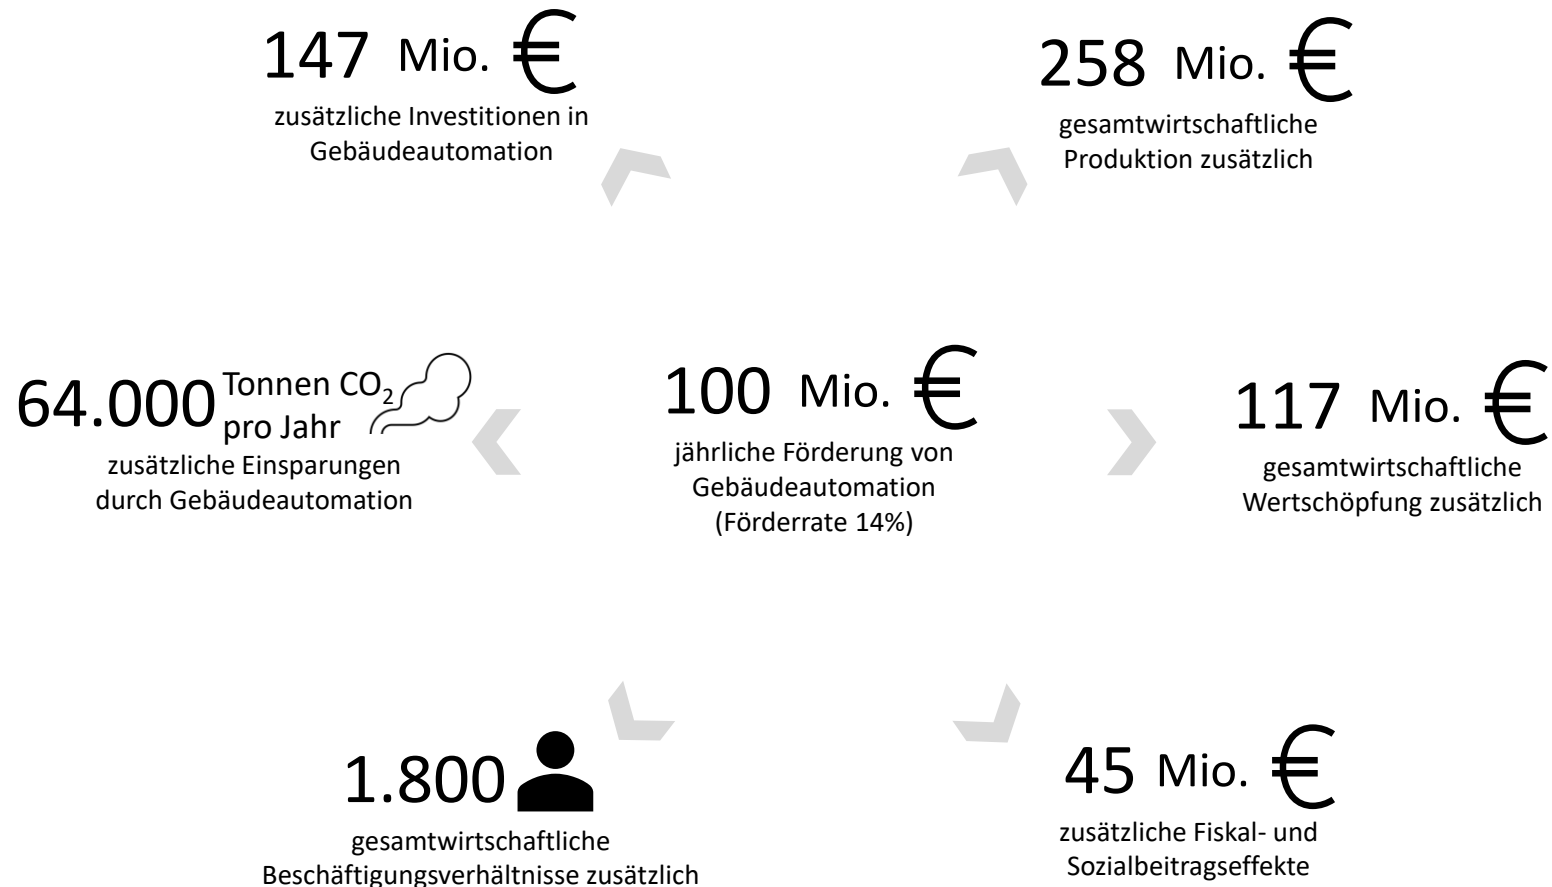 147 Mio. €
zusätzliche Investitionen in
Gebäudeautomation
258 Mio. €
gesamtwirtschaftliche
Produktion zusätzlich
64.000 Tonnen CO₂
pro Jahr
zusätzliche Einsparungen
durch Gebäudeautomation
100 Mio. €
jährliche Förderung von
Gebäudeautomation
(Förderrate 14%)
117 Mio. €
gesamtwirtschaftliche
Wertschöpfung zusätzlich
1.800
gesamtwirtschaftliche
Beschäftigungsverhältnisse zusätzlich
45 Mio. €
zusätzliche Fiskal- und
Sozialbeitragseffekte